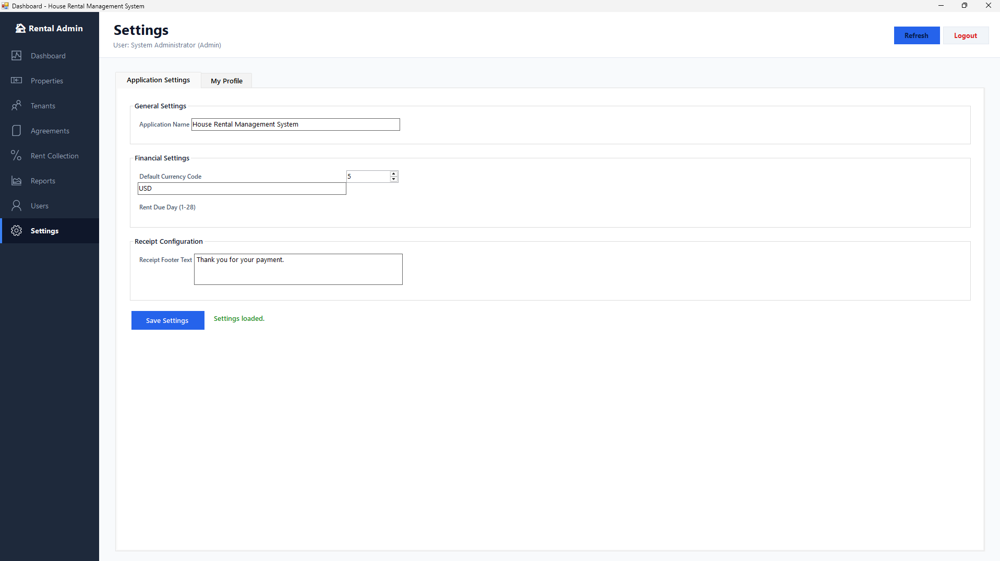 Dashboard - House Rental Management System
Rental Admin
Dashboard
Properties
Tenants
Agreements
Rent Collection
Reports
Users
Settings
Settings
User: System Administrator (Admin)
Refresh
Logout
Application Settings
My Profile
General Settings
Application Name House Rental Management System
Financial Settings
Default Currency Code 5
USD
Rent Due Day (1-28)
Receipt Configuration
Receipt Footer Text Thank you for your payment.
Save Settings
Settings loaded.